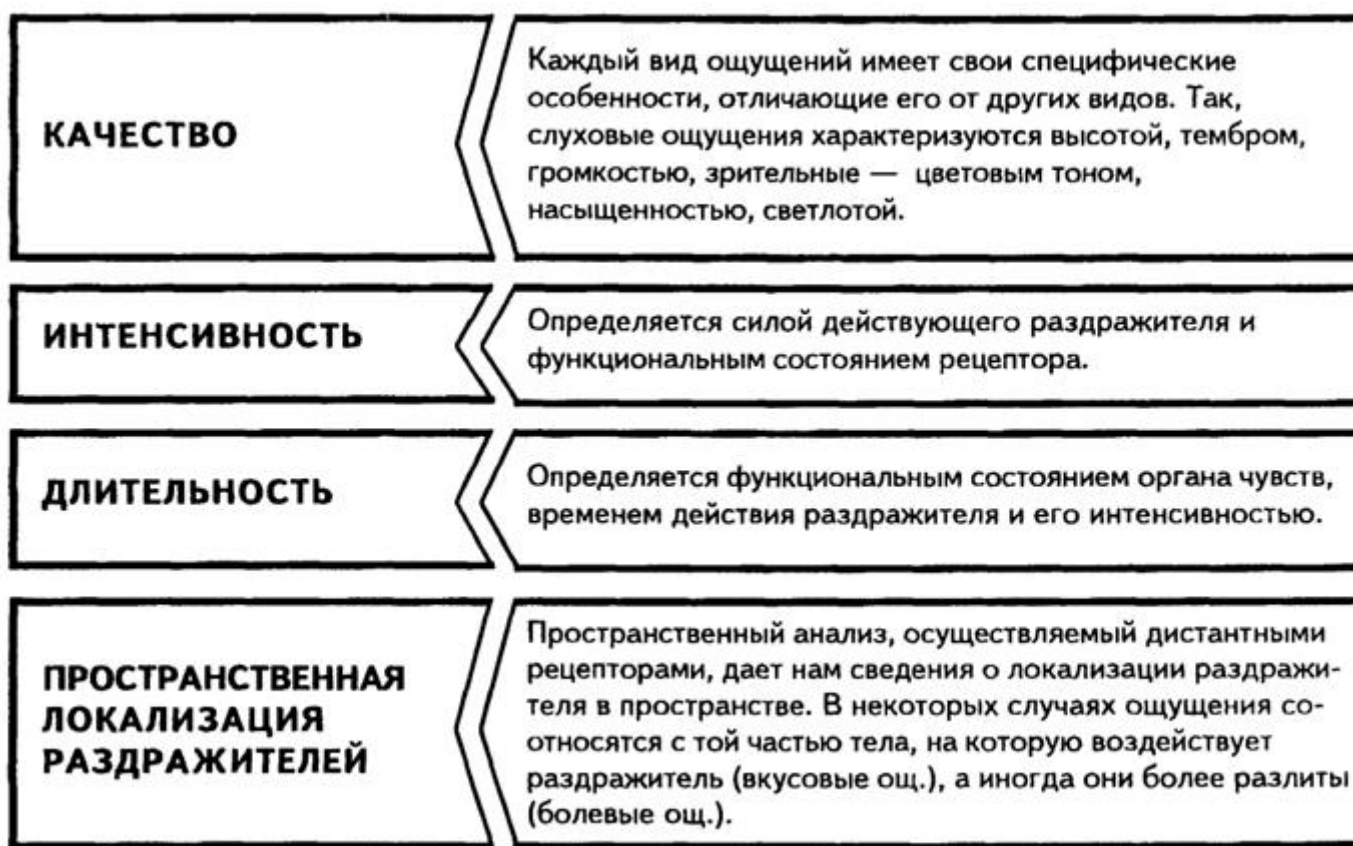 КАЧЕСТВО
Каждый вид ощущений имеет свои специфические
особенности, отличающие его от других видов. Так,
слуховые ощущения характеризуются высотой, тембром,
громкостью, зрительные — цветовым тоном,
насыщенностью, светлотой.
ИНТЕНСИВНОСТЬ
Определяется силой действующего раздражителя и
функциональным состоянием рецептора.
ДЛИТЕЛЬНОСТЬ
Определяется функциональным состоянием органа чувств,
временем действия раздражителя и его интенсивностью.
ПРОСТРАНСТВЕННАЯ
ЛОКАЛИЗАЦИЯ
РАЗДРАЖИТЕЛЕЙ
Пространственный анализ, осуществляемый дистантными
рецепторами, дает нам сведения о локализации раздражи-
теля в пространстве. В некоторых случаях ощущения со-
относятся с той частью тела, на которую воздействует
раздражитель (вкусовые ощ.), а иногда они более разлиты
(болевые ощ.).